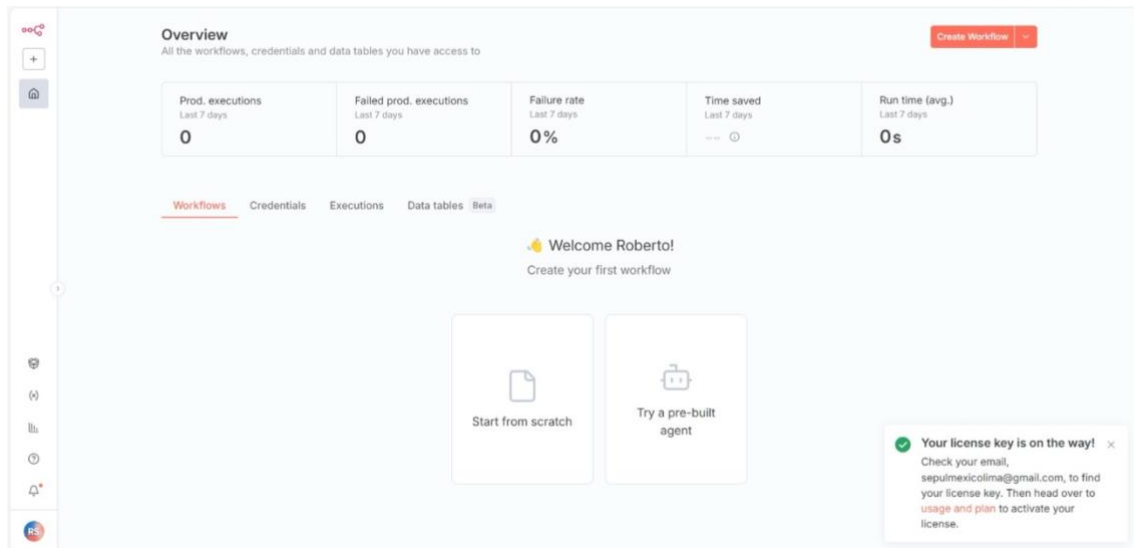 Overview
All the workflows, credentials and data tables you have access to
Create Workflow
Prod. executions
Last 7 days
0
Failed prod. executions
Last 7 days
0
Failure rate
Last 7 days
0%
Time saved
Last 7 days
--
Run time (avg.)
Last 7 days
0s
Workflows Credentials Executions Data tables Beta
👋 Welcome Roberto!
Create your first workflow
Start from scratch
Try a pre-built
agent
Your license key is on the way!
Check your email,
sepulmexicolima@gmail.com, to find
your license key. Then head over to
usage and plan to activate your
license.
RS